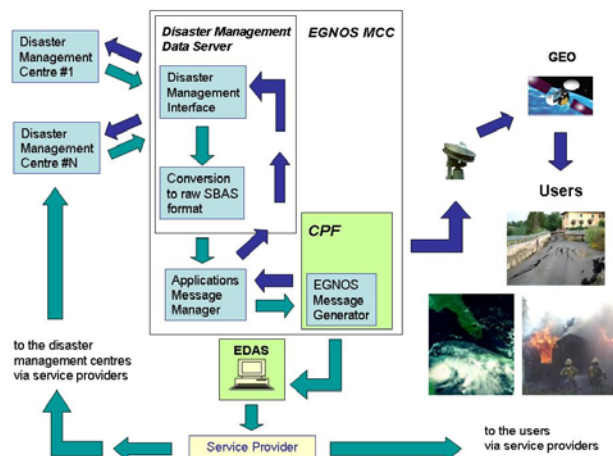 Disaster
Management
Centre #1
Disaster
Management
Centre #N
Disaster Management
Data Server
EGNOS MCC
Disaster
Management
Interface
Conversion
to raw SBAS
format
Applications
Message
Manager
CPF
EGNOS
Message
Generator
GEO
Users
to the disaster
management centres
via service providers
EDAS
Service Provider
to the users
via service providers